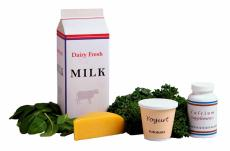 Dairy Fresh
MILK
Yogurt
Calcium
Supplements